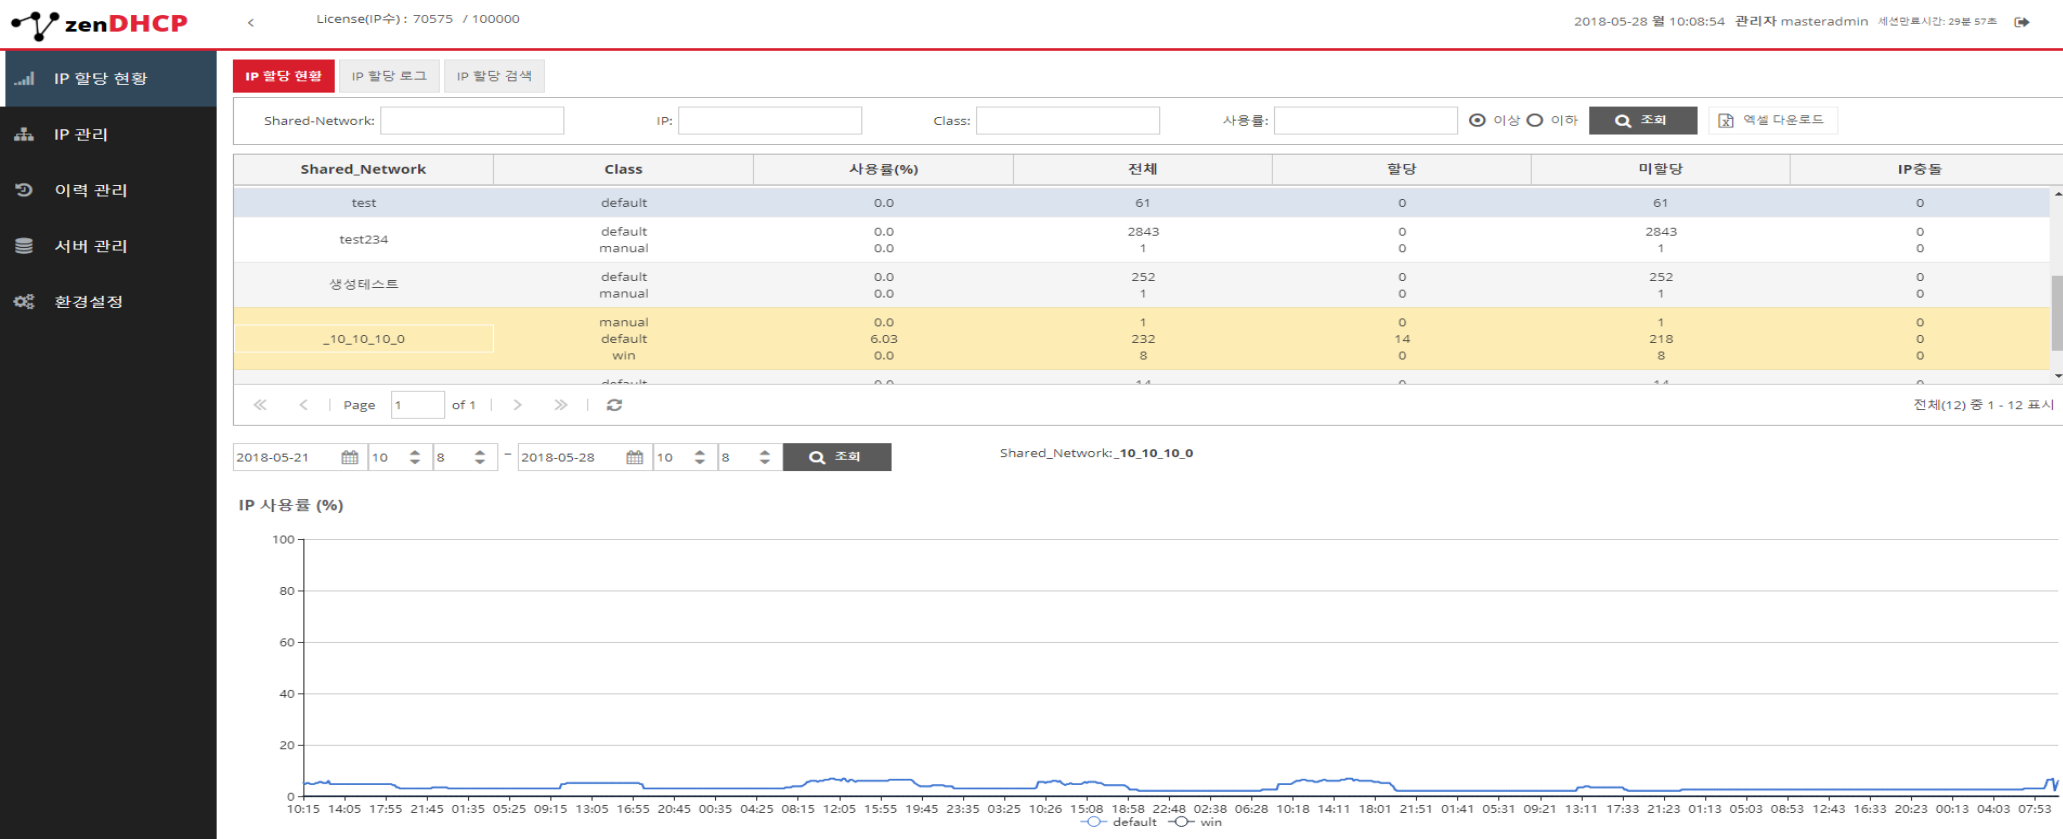 zenDHCP
License(IP수) : 70575 / 100000
2018-05-28 월 10:08:54 관리자 masteradmin 세션만료시간: 29분 57초
IP 할당 현황
IP 관리
이력 관리
서버 관리
환경설정
IP 할당 현황 IP 할당 로그 IP 할당 검색
Shared-Network: IP: Class: 사용률: 이상 이하 조회 엑셀 다운로드
Shared_Network Class 사용률(%) 전체 할당 미할당 IP충돌
test default 0.0 61 0 61 0
test234
default 0.0 2843 0 2843 0
manual 0.0 1 0 1 0
생성테스트
default 0.0 252 0 252 0
manual 0.0 1 0 1 0
manual 0.0 1 0 1 0
_10_10_10_0 default 6.03 232 14 218 0
win 0.0 8 0 8 0
default 0.0 14 0 14 0
Page 1 of 1
전체(12) 중 1 - 12 표시
2018-05-21 10 8 - 2018-05-28 10 8 조회
Shared_Network:_10_10_10_0
IP 사용률 (%)
100
80
60
40
20
0
10:15 14:05 17:55 21:45 01:35 05:25 09:15 13:05 16:55 20:45 00:35 04:25 08:15 12:05 15:55 19:45 23:35 03:25 10:26 15:08 18:58 22:48 02:38 06:28 10:18 14:11 18:01 21:51 01:41 05:31 09:21 13:11 17:33 21:23 01:13 05:03 08:53 12:43 16:33 20:23 00:13 04:03 07:53
default win